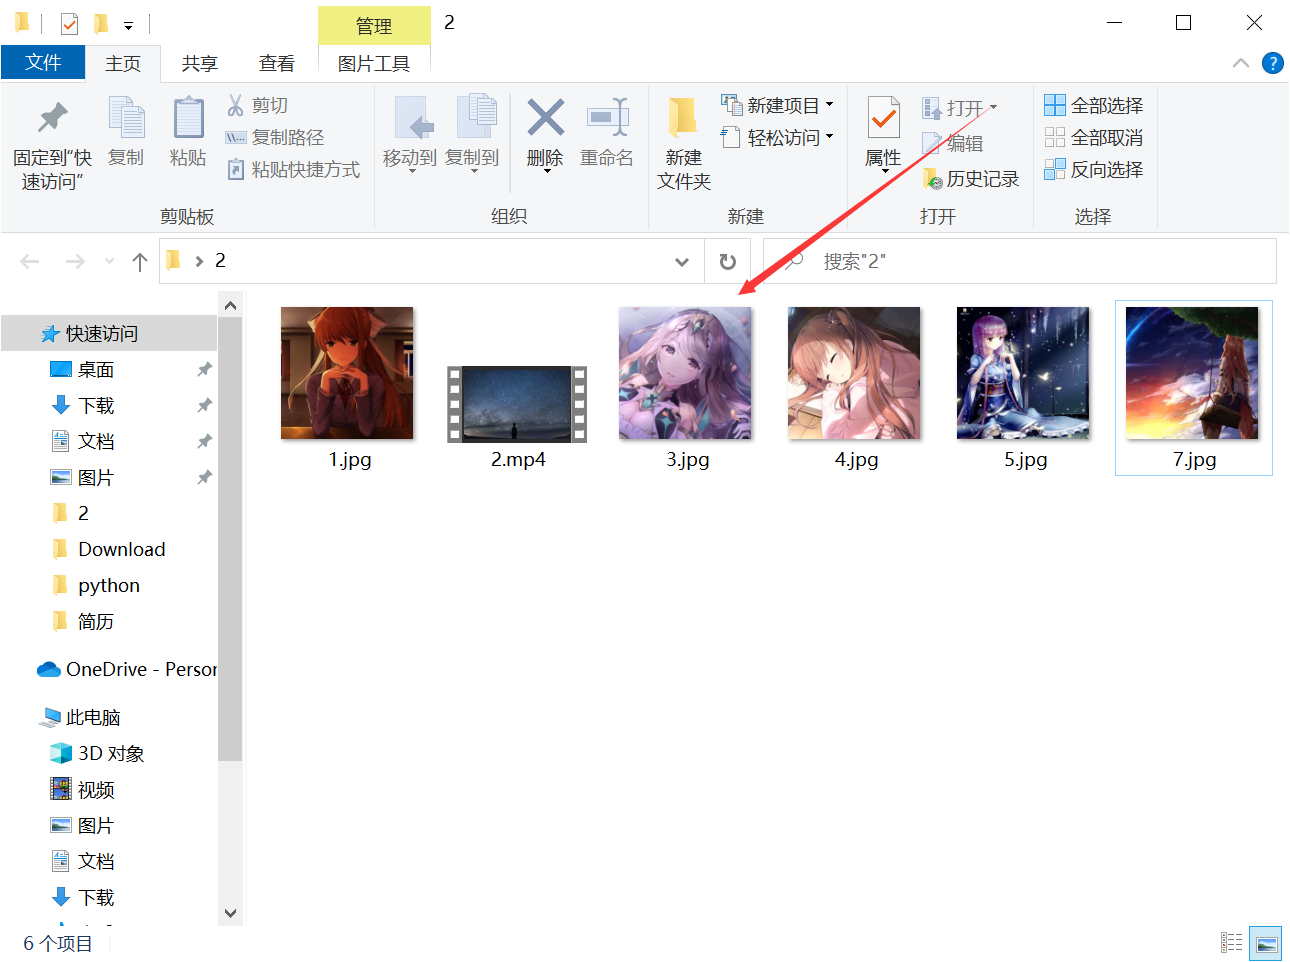 管理
2
文件
主页
共享
查看
图片工具
固定到“快
速访问”
复制
粘贴
剪切
复制路径
粘贴快捷方式
剪贴板
移动到
复制到
删除
重命名
组织
新建
文件夹
新建项目
轻松访问
新建
属性
打开
编辑
历史记录
打开
全部选择
全部取消
反向选择
选择
2
搜索"2"
快速访问
桌面
下载
文档
图片
2
Download
python
简历
OneDrive - Person
此电脑
3D 对象
视频
图片
文档
下载
1.jpg
2.mp4
3.jpg
4.jpg
5.jpg
7.jpg
6 个项目